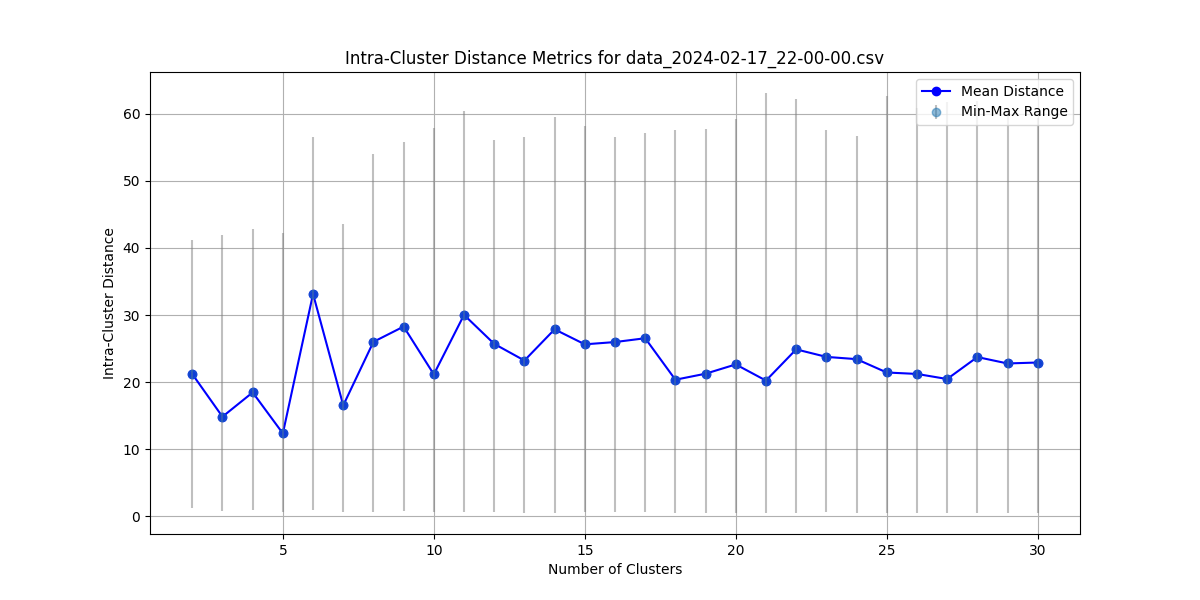 Intra-Cluster Distance Metrics for data_2024-02-17_22-00-00.csv
Mean Distance
Min-Max Range
Intra-Cluster Distance
60
50
40
30
20
10
0
5 10 15 20 25 30
Number of Clusters